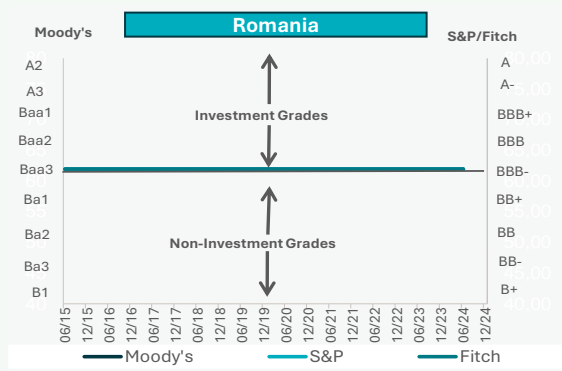 Romania
Moody's
S&P/Fitch
A2
A
A3
A-
Baa1
BBB+
Investment Grades
Baa2
BBB
Baa3
BBB-
Ba1
BB+
Ba2
BB
Non-Investment Grades
Ba3
BB-
B1
B+
06/15 12/15 06/16 12/16 06/17 12/17 06/18 12/18 06/19 12/19 06/20 12/20 06/21 12/21 06/22 12/22 06/23 12/23 06/24 12/24
Moody's S&P Fitch